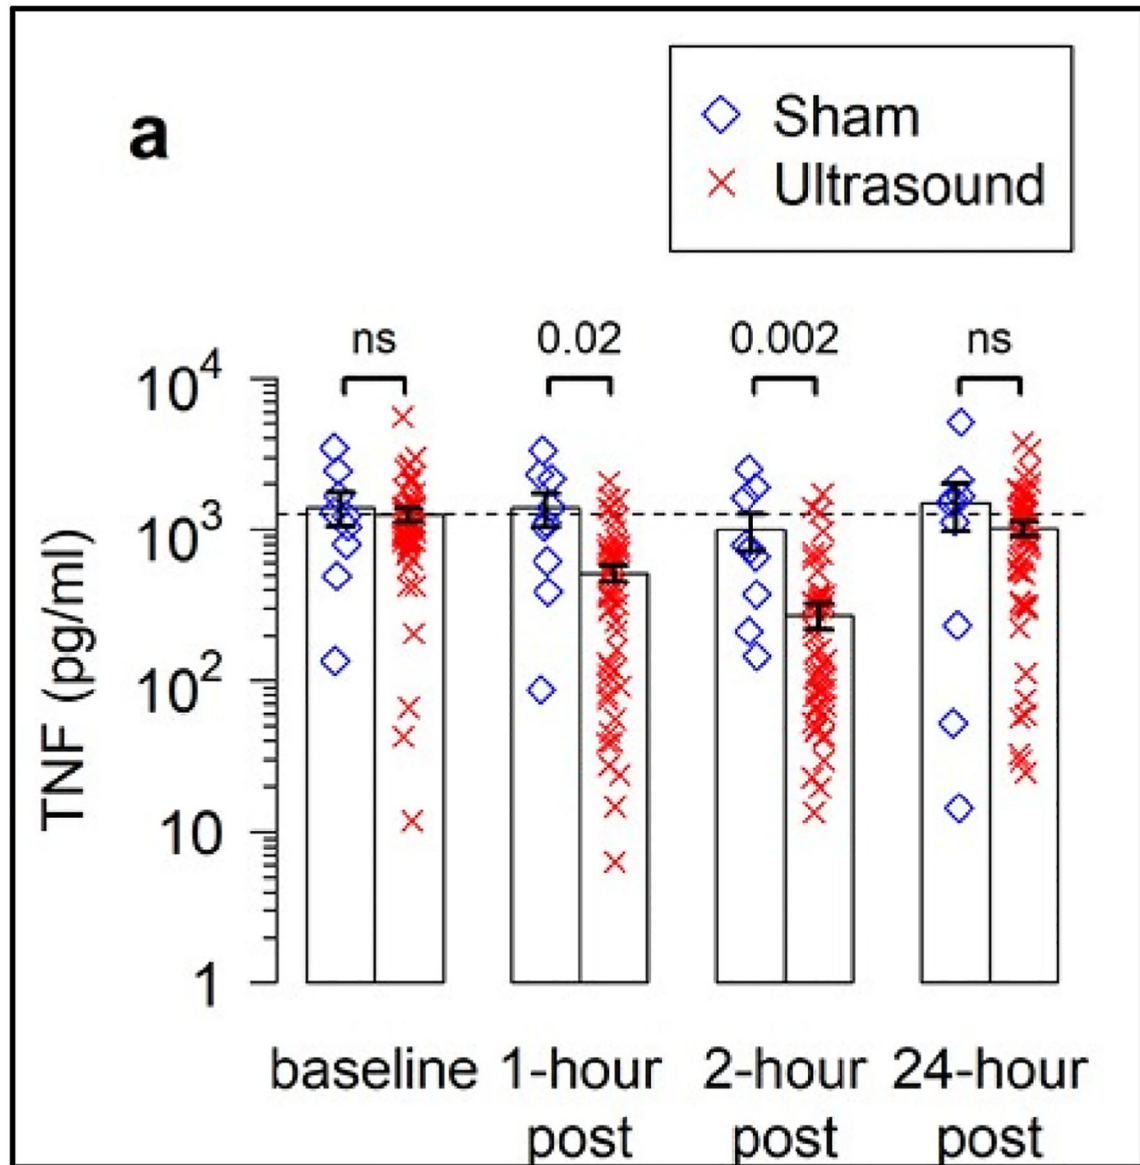 a
Sham
Ultrasound
ns 0.02 0.002 ns
10⁴
10³
10²
10
1
TNF (pg/ml)
baseline 1-hour post 2-hour post 24-hour post